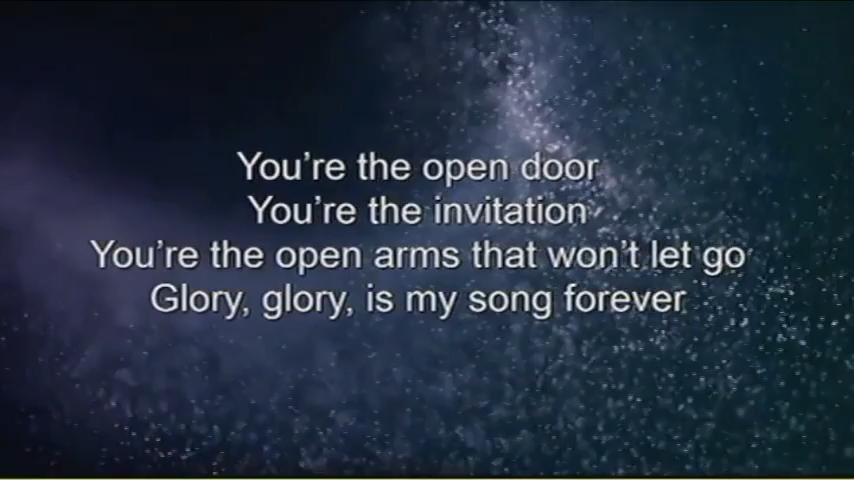 You're the open door
You're the invitation
You're the open arms that won't let go
Glory, glory, is my song forever